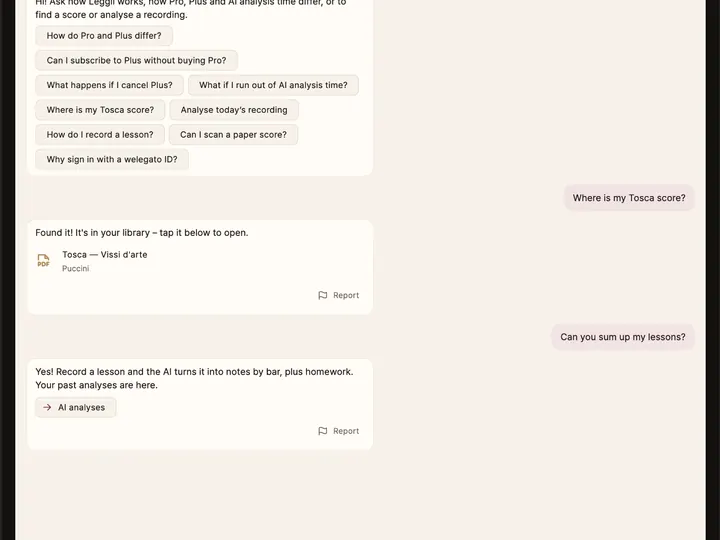 Hi! Ask how Leggii works, how Pro, Plus and AI analysis time differ, or to
find a score or analyse a recording.
How do Pro and Plus differ?
Can I subscribe to Plus without buying Pro?
What happens if I cancel Plus?
What if I run out of AI analysis time?
Where is my Tosca score?
Analyse today's recording
How do I record a lesson?
Can I scan a paper score?
Why sign in with a welegato ID?
Where is my Tosca score?
Found it! It's in your library – tap it below to open.
PDF
Tosca — Vissi d'arte
Puccini
Report
Can you sum up my lessons?
Yes! Record a lesson and the AI turns it into notes by bar, plus homework.
Your past analyses are here.
→ AI analyses
Report